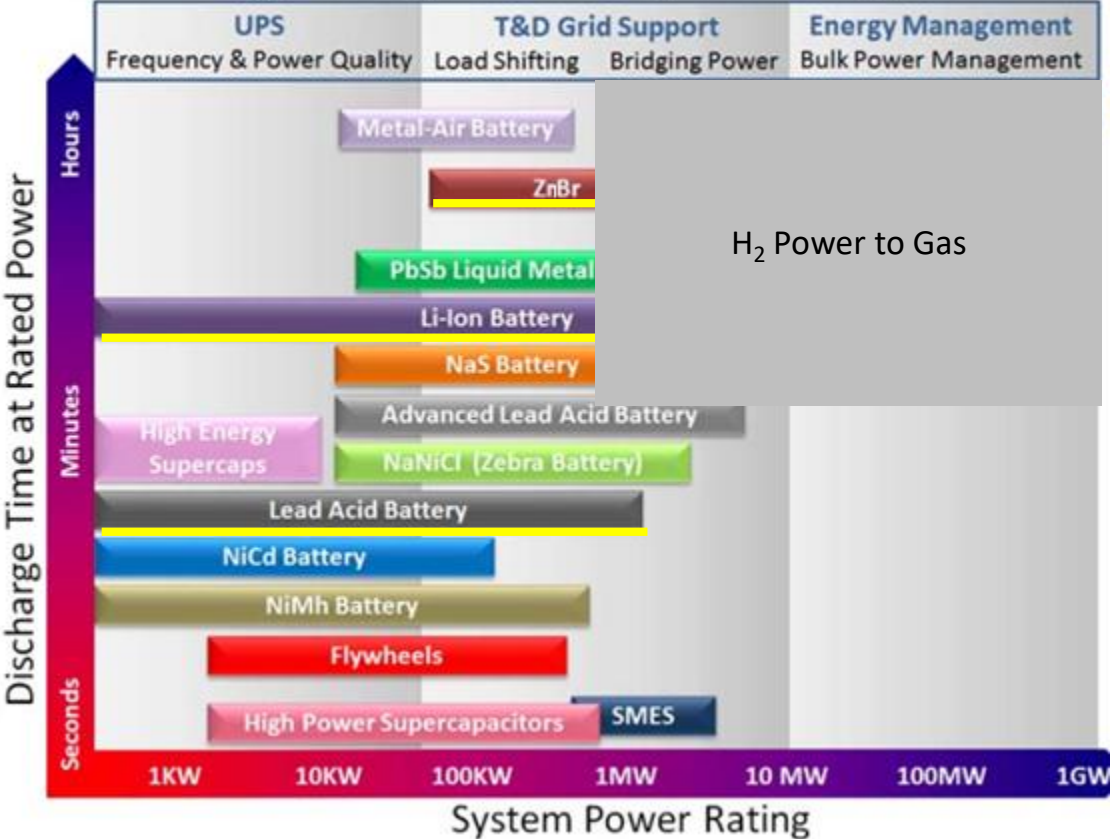 UPS
Frequency & Power Quality
T&D Grid Support
Load Shifting Bridging Power
Energy Management
Bulk Power Management
Discharge Time at Rated Power
Hours
Minutes
Seconds
Metal-Air Battery
ZnBr
H₂ Power to Gas
PbSb Liquid Metal
Li-Ion Battery
NaS Battery
Advanced Lead Acid Battery
High Energy
Supercaps
NaNiCl (Zebra Battery)
Lead Acid Battery
NiCd Battery
NiMh Battery
Flywheels
High Power Supercapacitors
SMES
1KW 10KW 100KW 1MW 10 MW 100MW 1GW
System Power Rating